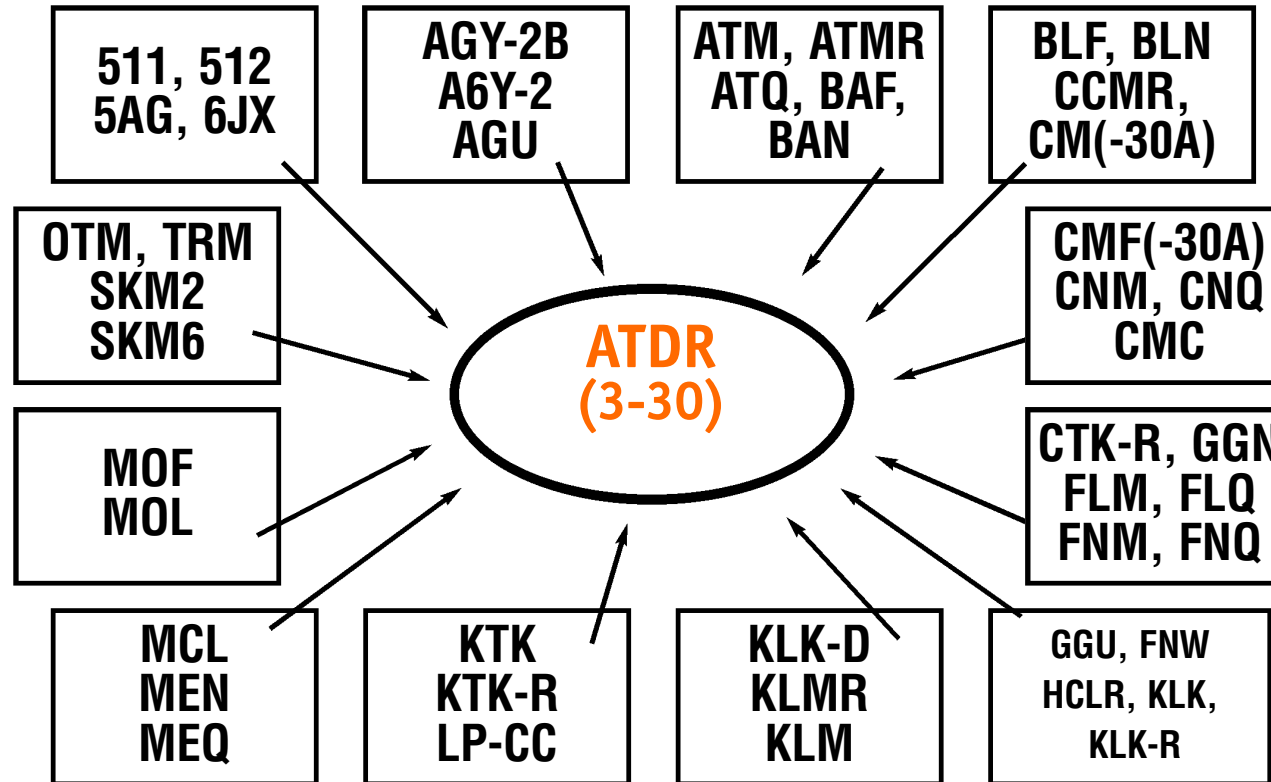 511, 512
5AG, 6JX
AGY-2B
A6Y-2
AGU
ATM, ATMR
ATQ, BAF,
BAN
BLF, BLN
CCMR,
CM(-30A)
OTM, TRM
SKM2
SKM6
ATDR
(3-30)
CMF(-30A)
CNM, CNQ
CMC
MOF
MOL
CTK-R, GGN
FLM, FLQ
FNM, FNQ
MCL
MEN
MEQ
KTK
KTK-R
LP-CC
KLK-D
KLMR
KLM
GGU, FNW
HCLR, KLK,
KLK-R